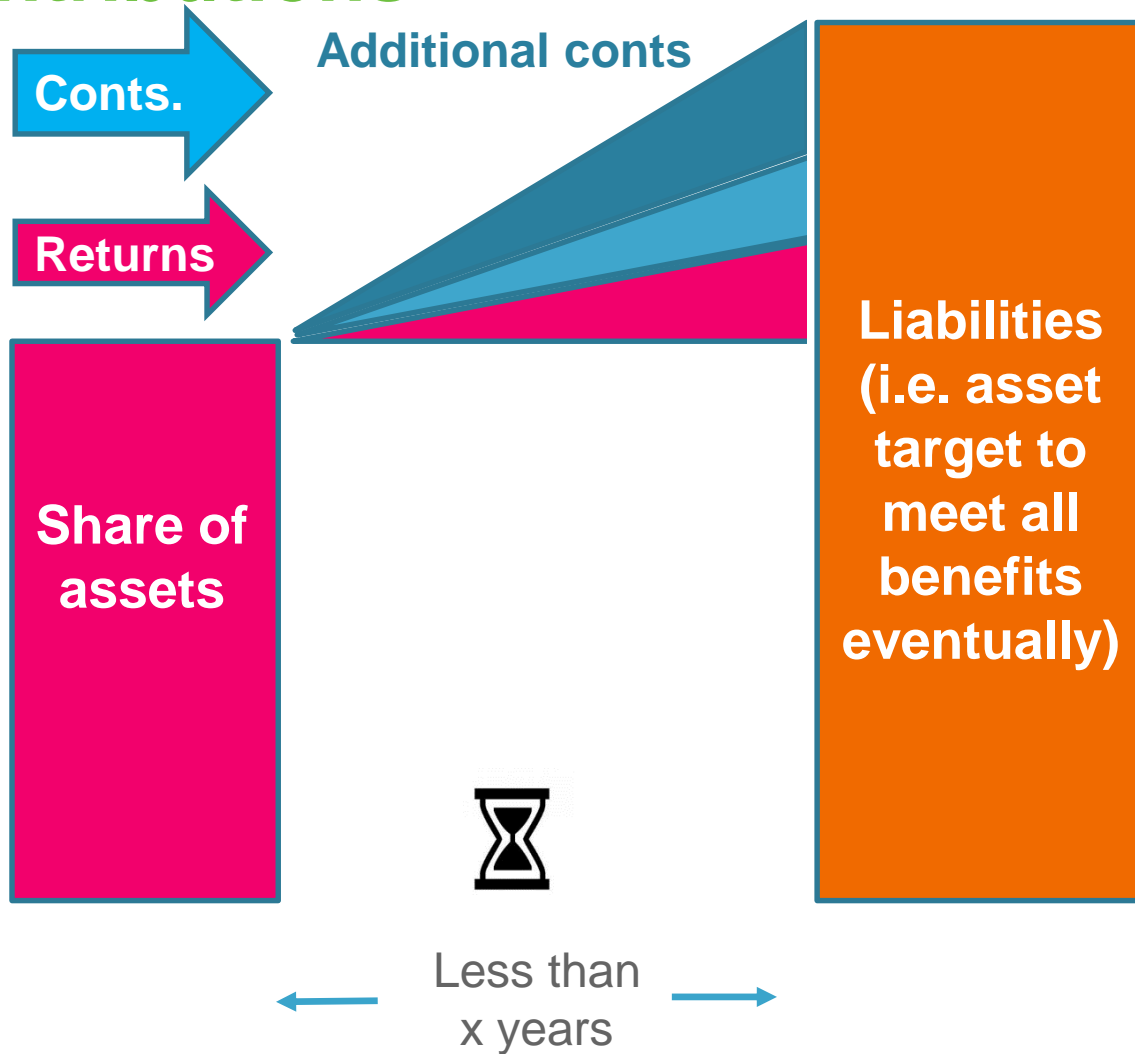 Additional conts
Conts.
Returns
Share of
assets
Liabilities
(i.e. asset
target to
meet all
benefits
eventually)
Less than
x years